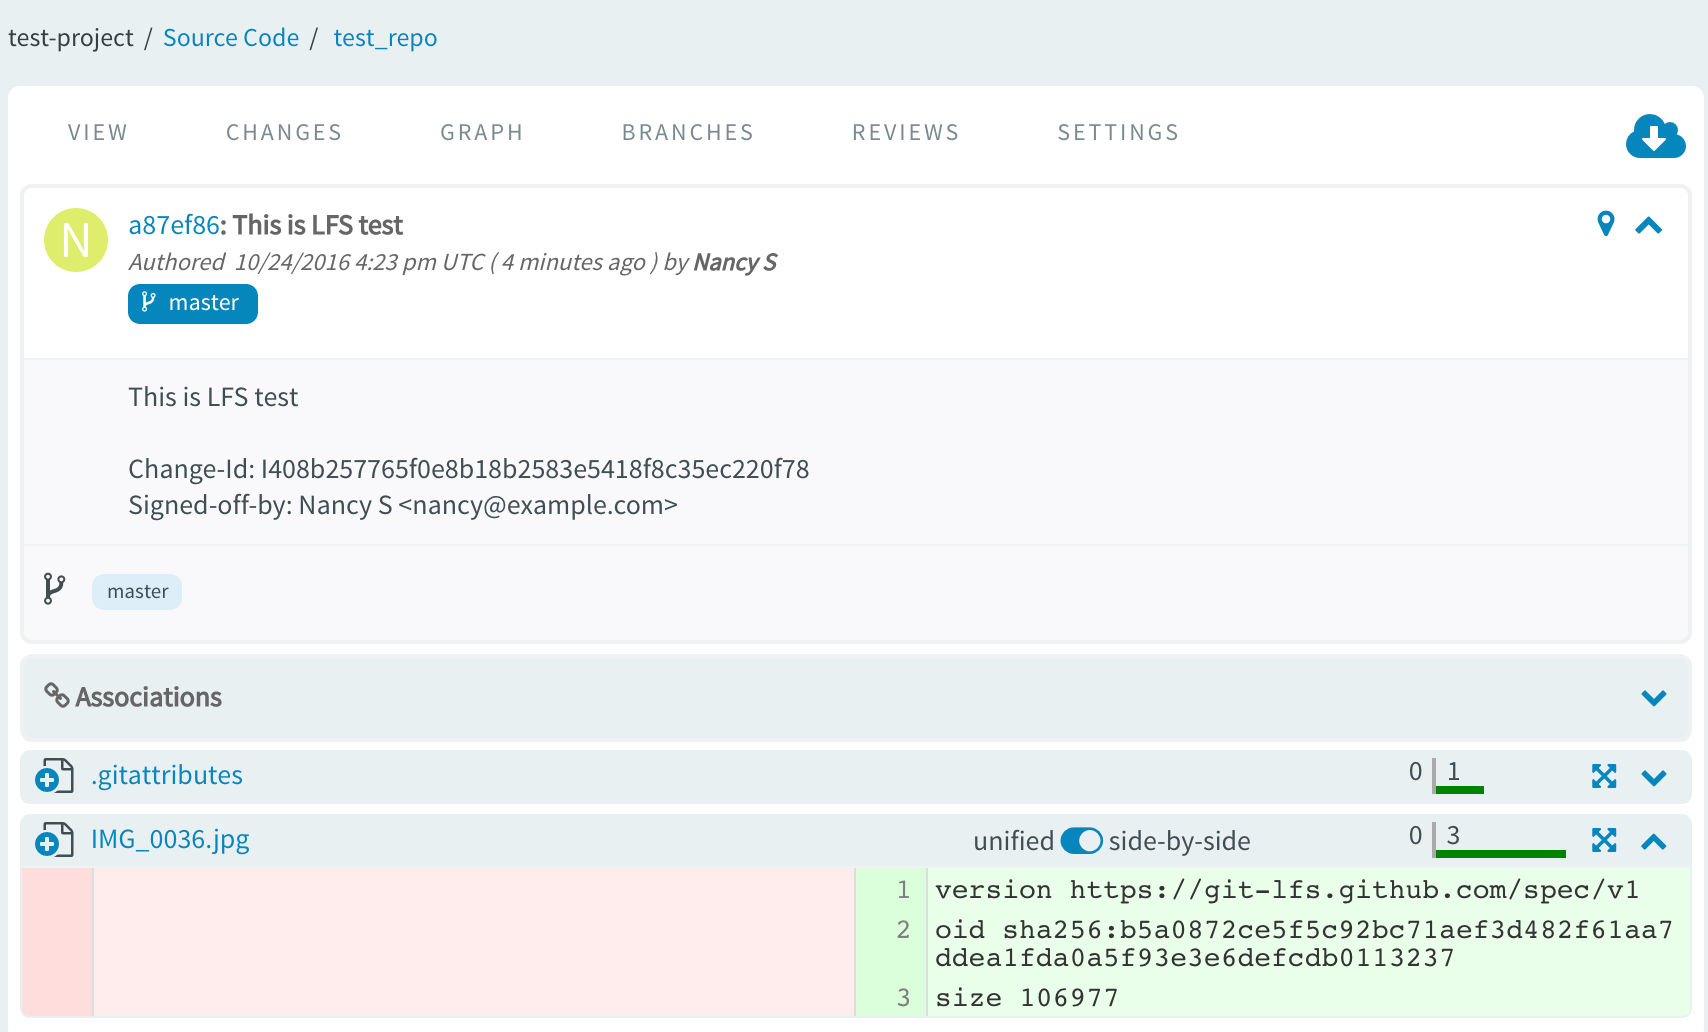 test-project / Source Code / test_repo
VIEW CHANGES GRAPH BRANCHES REVIEWS SETTINGS
N
a87ef86: This is LFS test
Authored 10/24/2016 4:23 pm UTC ( 4 minutes ago ) by Nancy S
master
This is LFS test
Change-Id: I408b257765f0e8b18b2583e5418f8c35ec220f78
Signed-off-by: Nancy S <nancy@example.com>
master
Associations
.gitattributes 0 1
IMG_0036.jpg unified side-by-side 0 3
1 version https://git-lfs.github.com/spec/v1
2 oid sha256:b5a0872ce5f5c92bc71aef3d482f61aa7
ddea1fda0a5f93e3e6defcdb0113237
3 size 106977